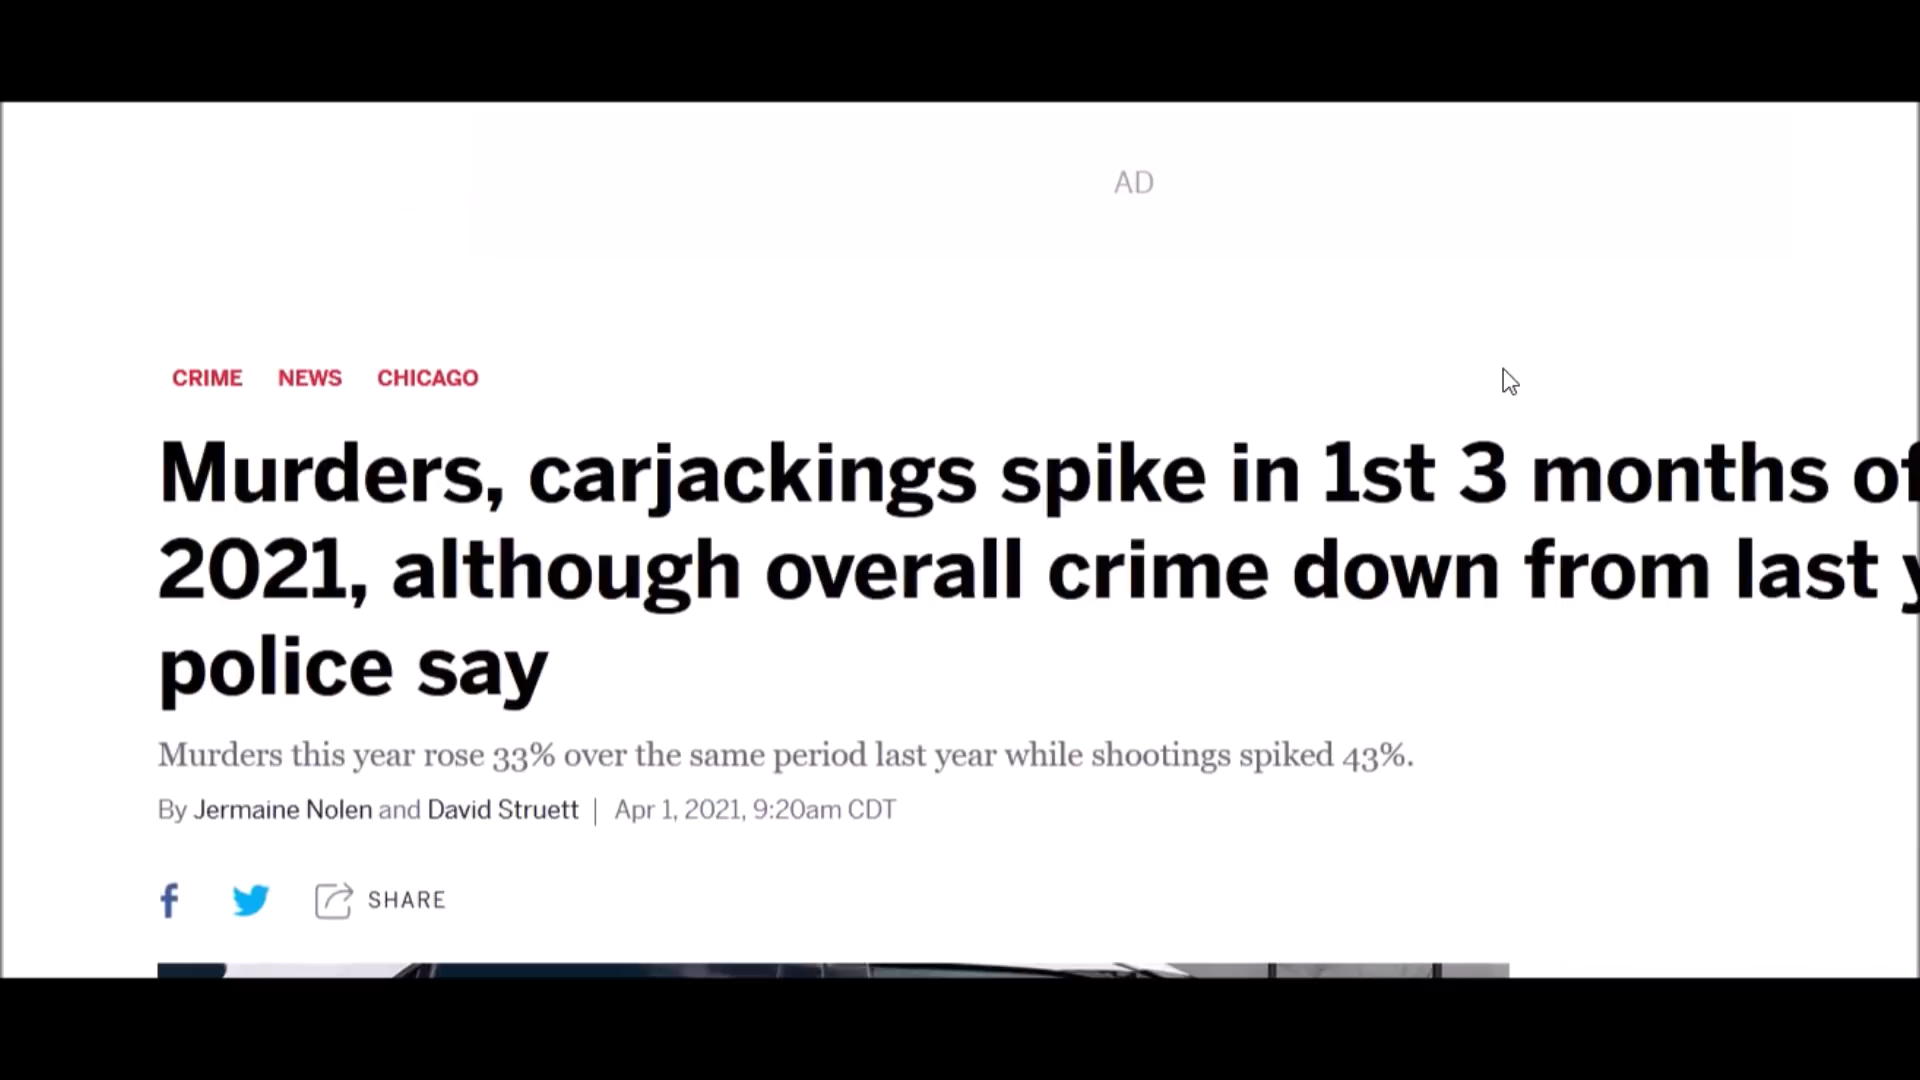 AD
CRIME NEWS CHICAGO
Murders, carjackings spike in 1st 3 months of
2021, although overall crime down from last
police say
Murders this year rose 33% over the same period last year while shootings spiked 43%.
By Jermaine Nolen and David Struett | Apr 1, 2021, 9:20am CDT
SHARE